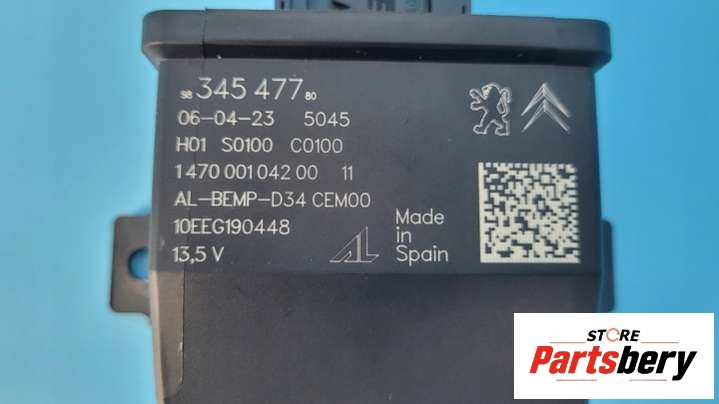 98 345 477 80
06-04-23 5045
H01 S0100 C0100
1 470 001 042 00 11
AL-BEMP-D34 CEM00
10EEG190448
13,5 V
AL
Made
in
Spain
STORE
Partsbery